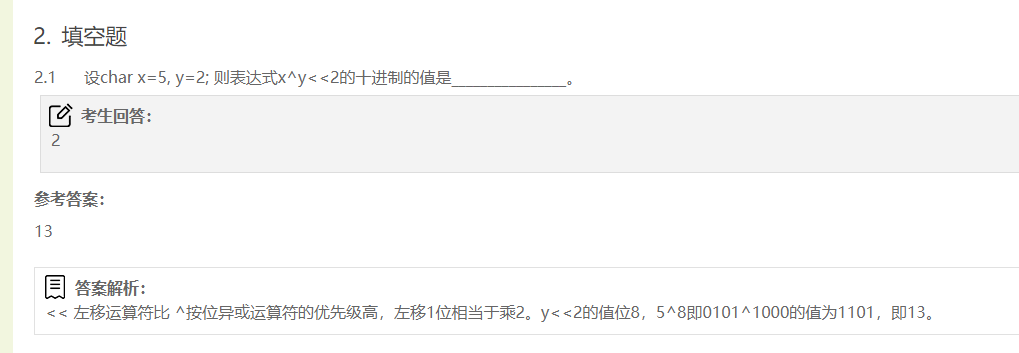 2. 填空题
2.1 设char x=5, y=2; 则表达式x^y<<2的十进制的值是_______________。
考生回答：
2
参考答案：
13
答案解析：
<< 左移运算符比 ^按位异或运算符的优先级高，左移1位相当于乘2。y<<2的值位8，5^8即0101^1000的值为1101，即13。